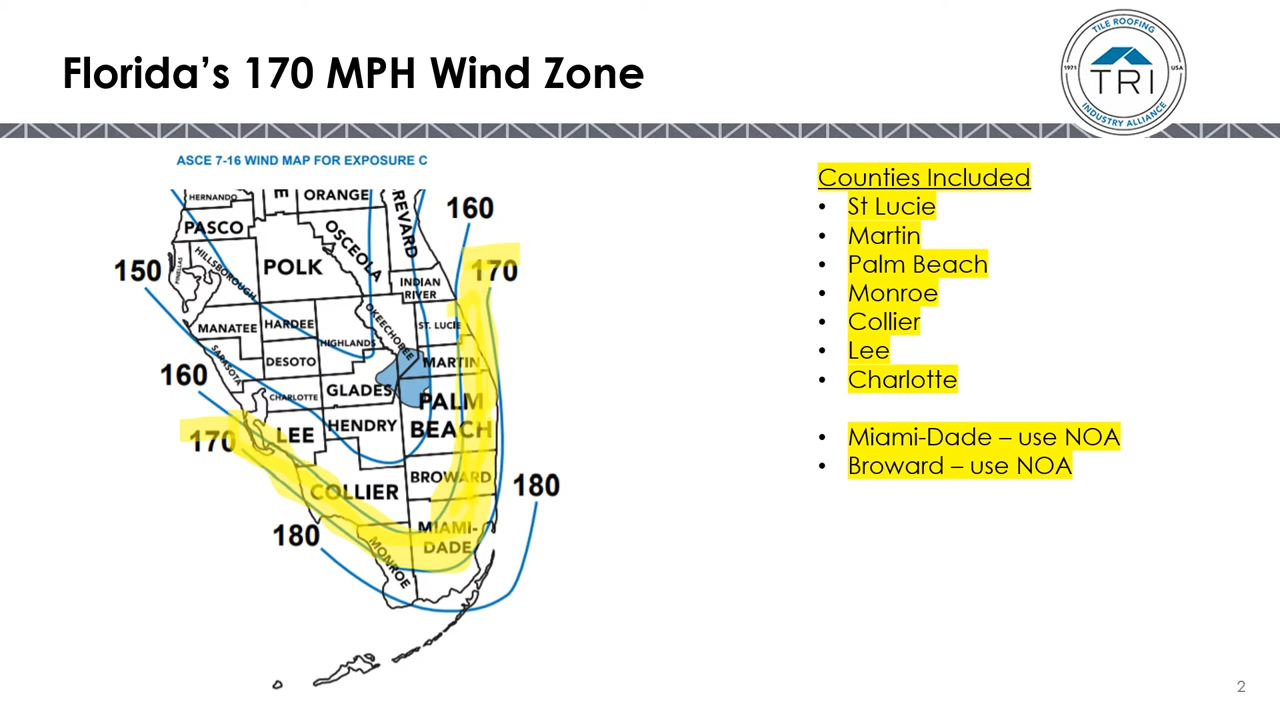 Florida's 170 MPH Wind Zone
TILE ROOFING
1971 TRI USA
INDUSTRY ALLIANCE
ASCE 7-16 WIND MAP FOR EXPOSURE C
HERNANDO
E
ORANGE
REVARD
160
PASCO
OSCEOLA
150
PINELLAS
HILLSBOROUGH
POLK
170
INDIAN
RIVER
MANATEE
HARDEE
OKEECHOBEE
ST. LUCIE
HIGHLANDS
SARASOTA
DESOTO
MARTIN
160
CHARLOTTE
GLADES
PALM
BEACH
170
LEE
HENDRY
COLLIER
BROWARD
180
180
MONROE
MIAMI-
DADE
Counties Included
• St Lucie
• Martin
• Palm Beach
• Monroe
• Collier
• Lee
• Charlotte
• Miami-Dade – use NOA
• Broward – use NOA
2